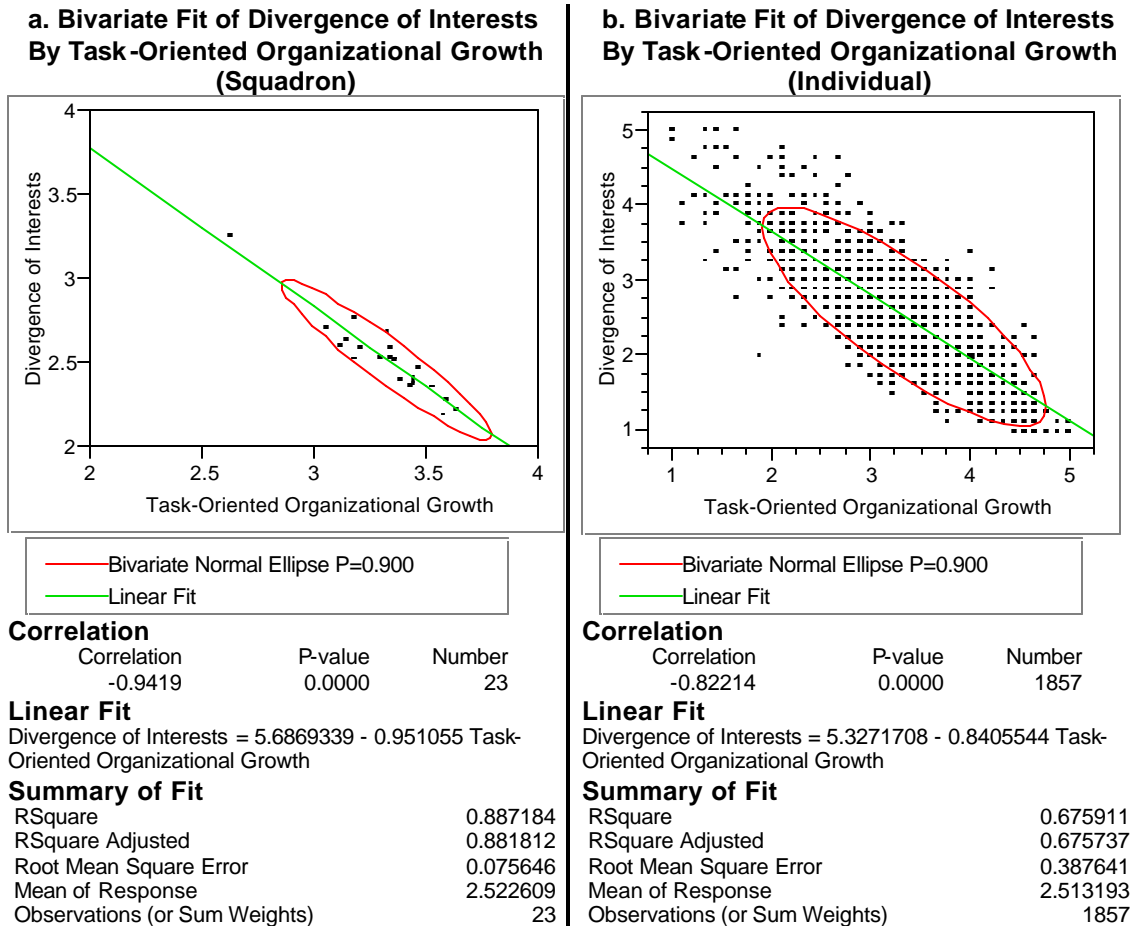 a. Bivariate Fit of Divergence of Interests
By Task-Oriented Organizational Growth
(Squadron)
4
3.5
3
2.5
2
Divergence of Interests
2
2.5
3
3.5
4
Task-Oriented Organizational Growth
Bivariate Normal Ellipse P=0.900
Linear Fit
Correlation
Correlation P-value Number
-0.9419 0.0000 23
Linear Fit
Divergence of Interests = 5.6869339 - 0.951055 Task-
Oriented Organizational Growth
Summary of Fit
RSquare 0.887184
RSquare Adjusted 0.881812
Root Mean Square Error 0.075646
Mean of Response 2.522609
Observations (or Sum Weights) 23
b. Bivariate Fit of Divergence of Interests
By Task-Oriented Organizational Growth
(Individual)
5
4
3
2
1
Divergence of Interests
1
2
3
4
5
Task-Oriented Organizational Growth
Bivariate Normal Ellipse P=0.900
Linear Fit
Correlation
Correlation P-value Number
-0.82214 0.0000 1857
Linear Fit
Divergence of Interests = 5.3271708 - 0.8405544 Task-
Oriented Organizational Growth
Summary of Fit
RSquare 0.675911
RSquare Adjusted 0.675737
Root Mean Square Error 0.387641
Mean of Response 2.513193
Observations (or Sum Weights) 1857